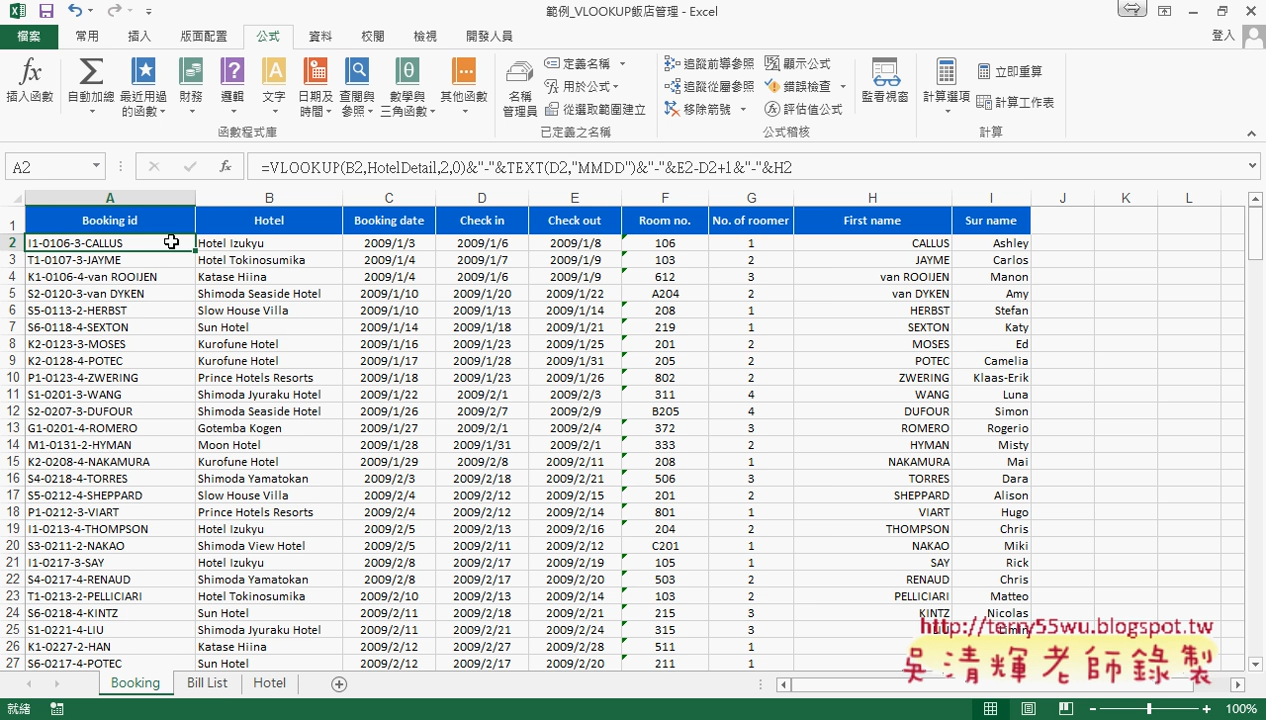 範例_VLOOKUP飯店管理 - Excel
檔案 常用 插入 版面配置 公式 資料 校閱 檢視 開發人員 登入
插入函數 自動加總 最近用過的函數 財務 邏輯 文字 日期及時間 查閱與參照 數學與三角函數 其他函數 名稱管理員 定義名稱 用於公式 從選取範圍建立 追蹤前導參照 追蹤從屬參照 移除箭號 顯示公式 錯誤檢查 評估值公式 監看視窗 計算選項 立即重算 計算工作表
函數程式庫 已定義之名稱 公式稽核 計算
A2 fx =VLOOKUP(B2,HotelDetail,2,0)&"-"&TEXT(D2,"MMDD")&"-"&E2-D2+1&"-"&H2
A B C D E F G H I J K L
1 Booking id Hotel Booking date Check in Check out Room no. No. of roomer First name Sur name
2 I1-0106-3-CALLUS Hotel Izukyu 2009/1/3 2009/1/6 2009/1/8 106 1 CALLUS Ashley
3 T1-0107-3-JAYME Hotel Tokinosumika 2009/1/4 2009/1/7 2009/1/9 103 2 JAYME Carlos
4 K1-0106-4-van ROOIJEN Katase Hiina 2009/1/4 2009/1/6 2009/1/9 612 3 van ROOIJEN Manon
5 S2-0120-3-van DYKEN Shimoda Seaside Hotel 2009/1/10 2009/1/20 2009/1/22 A204 2 van DYKEN Amy
6 S5-0113-2-HERBST Slow House Villa 2009/1/10 2009/1/13 2009/1/14 208 1 HERBST Stefan
7 S6-0118-4-SEXTON Sun Hotel 2009/1/14 2009/1/18 2009/1/21 219 1 SEXTON Katy
8 K2-0123-3-MOSES Kurofune Hotel 2009/1/16 2009/1/23 2009/1/25 201 2 MOSES Ed
9 K2-0128-4-POTEC Kurofune Hotel 2009/1/17 2009/1/28 2009/1/31 205 2 POTEC Camelia
10 P1-0123-4-ZWERING Prince Hotels Resorts 2009/1/18 2009/1/23 2009/1/26 802 2 ZWERING Klaas-Erik
11 S1-0201-3-WANG Shimoda Jyuraku Hotel 2009/1/22 2009/2/1 2009/2/3 311 4 WANG Luna
12 S2-0207-3-DUFOUR Shimoda Seaside Hotel 2009/1/26 2009/2/7 2009/2/9 B205 4 DUFOUR Simon
13 G1-0201-4-ROMERO Gotemba Kogen 2009/1/27 2009/2/1 2009/2/4 372 3 ROMERO Rogerio
14 M1-0131-2-HYMAN Moon Hotel 2009/1/28 2009/1/31 2009/2/1 333 2 HYMAN Misty
15 K2-0208-4-NAKAMURA Kurofune Hotel 2009/1/29 2009/2/8 2009/2/11 208 1 NAKAMURA Mai
16 S4-0218-4-TORRES Shimoda Yamatokan 2009/2/3 2009/2/18 2009/2/21 506 3 TORRES Dara
17 S5-0212-4-SHEPPARD Slow House Villa 2009/2/4 2009/2/12 2009/2/15 201 2 SHEPPARD Alison
18 P1-0212-3-VIART Prince Hotels Resorts 2009/2/4 2009/2/12 2009/2/14 801 1 VIART Hugo
19 I1-0213-4-THOMPSON Hotel Izukyu 2009/2/5 2009/2/13 2009/2/16 204 2 THOMPSON Chris
20 S3-0211-2-NAKAO Shimoda View Hotel 2009/2/5 2009/2/11 2009/2/12 C201 1 NAKAO Miki
21 I1-0217-3-SAY Hotel Izukyu 2009/2/8 2009/2/17 2009/2/19 105 1 SAY Rick
22 S4-0217-4-RENAUD Shimoda Yamatokan 2009/2/8 2009/2/17 2009/2/20 503 2 RENAUD Chris
23 T1-0213-2-PELLICIARI Hotel Tokinosumika 2009/2/10 2009/2/13 2009/2/14 103 2 PELLICIARI Matteo
24 S6-0218-4-KINTZ Sun Hotel 2009/2/11 2009/2/18 2009/2/21 215 3 KINTZ Nicolas
25 S1-0221-4-LIU Shimoda Jyuraku Hotel 2009/2/11 2009/2/21 2009/2/24 315 3 LIU
26 K1-0227-2-HAN Katase Hiina 2009/2/12 2009/2/27 2009/2/28 511 1
27 S6-0217-4-POTEC Sun Hotel 2009/2/12 2009/2/17 2009/2/20 211 1
http://terry55wu.blogspot.tw
吳清輝老師錄製
Booking Bill List Hotel
就緒 100%